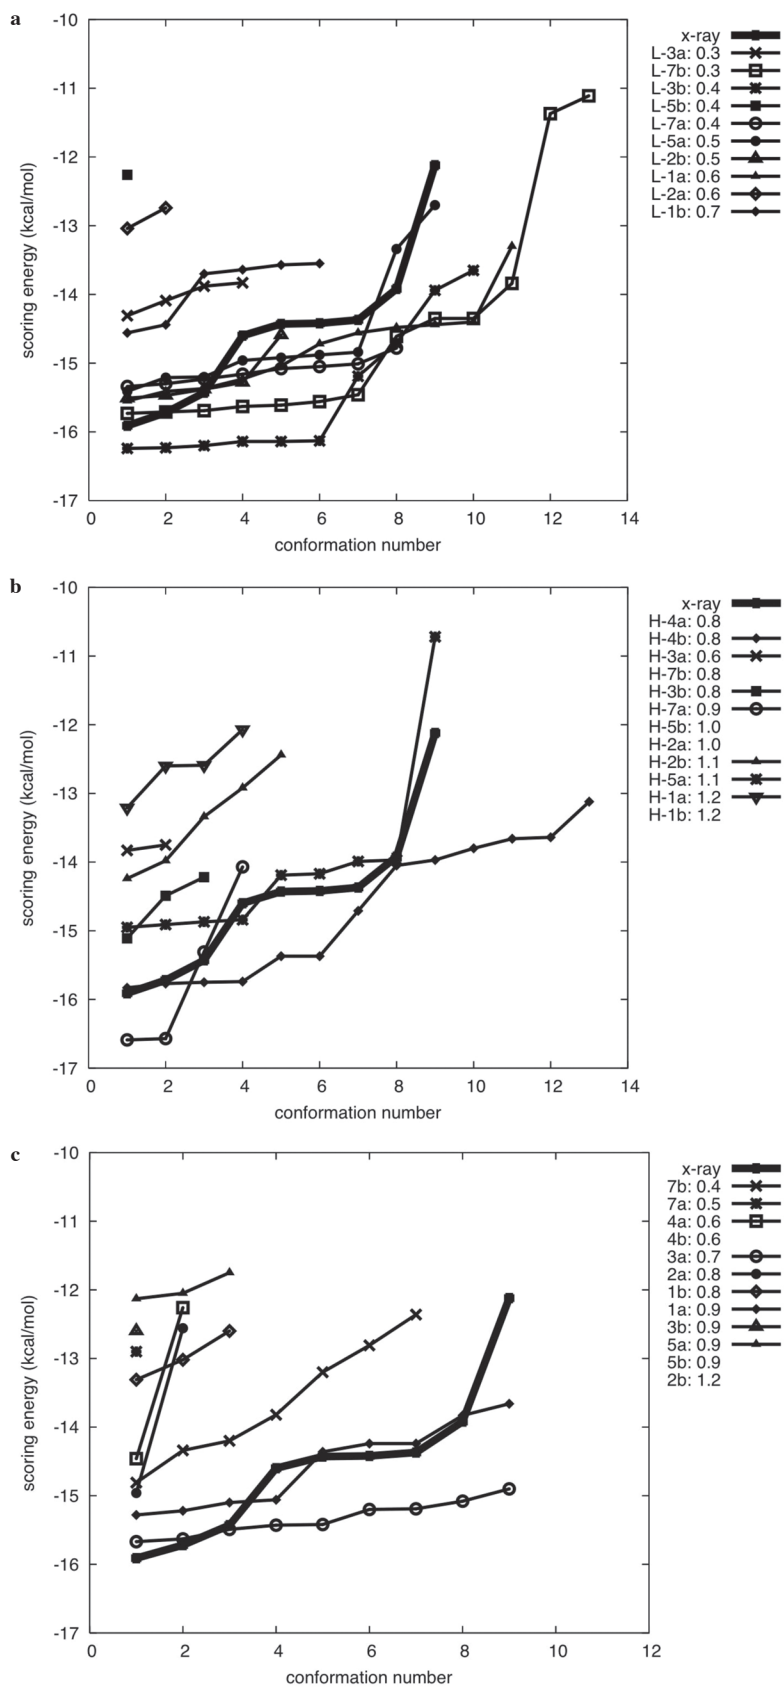 a
-10
-11
-12
-13
-14
-15
-16
-17
scoring energy (kcal/mol)
0 2 4 6 8 10 12 14
conformation number
x-ray
L-3a: 0.3
L-7b: 0.3
L-3b: 0.4
L-5b: 0.4
L-7a: 0.4
L-5a: 0.5
L-2b: 0.5
L-1a: 0.6
L-2a: 0.6
L-1b: 0.7
b
-10
-11
-12
-13
-14
-15
-16
-17
scoring energy (kcal/mol)
0 2 4 6 8 10 12 14
conformation number
x-ray
H-4a: 0.8
H-4b: 0.8
H-3a: 0.6
H-7b: 0.8
H-3b: 0.8
H-7a: 0.9
H-5b: 1.0
H-2a: 1.0
H-2b: 1.1
H-5a: 1.1
H-1a: 1.2
H-1b: 1.2
c
-10
-11
-12
-13
-14
-15
-16
-17
scoring energy (kcal/mol)
0 2 4 6 8 10 12
conformation number
x-ray
7b: 0.4
7a: 0.5
4a: 0.6
4b: 0.6
3a: 0.7
2a: 0.8
1b: 0.8
1a: 0.9
3b: 0.9
5a: 0.9
5b: 0.9
2b: 1.2